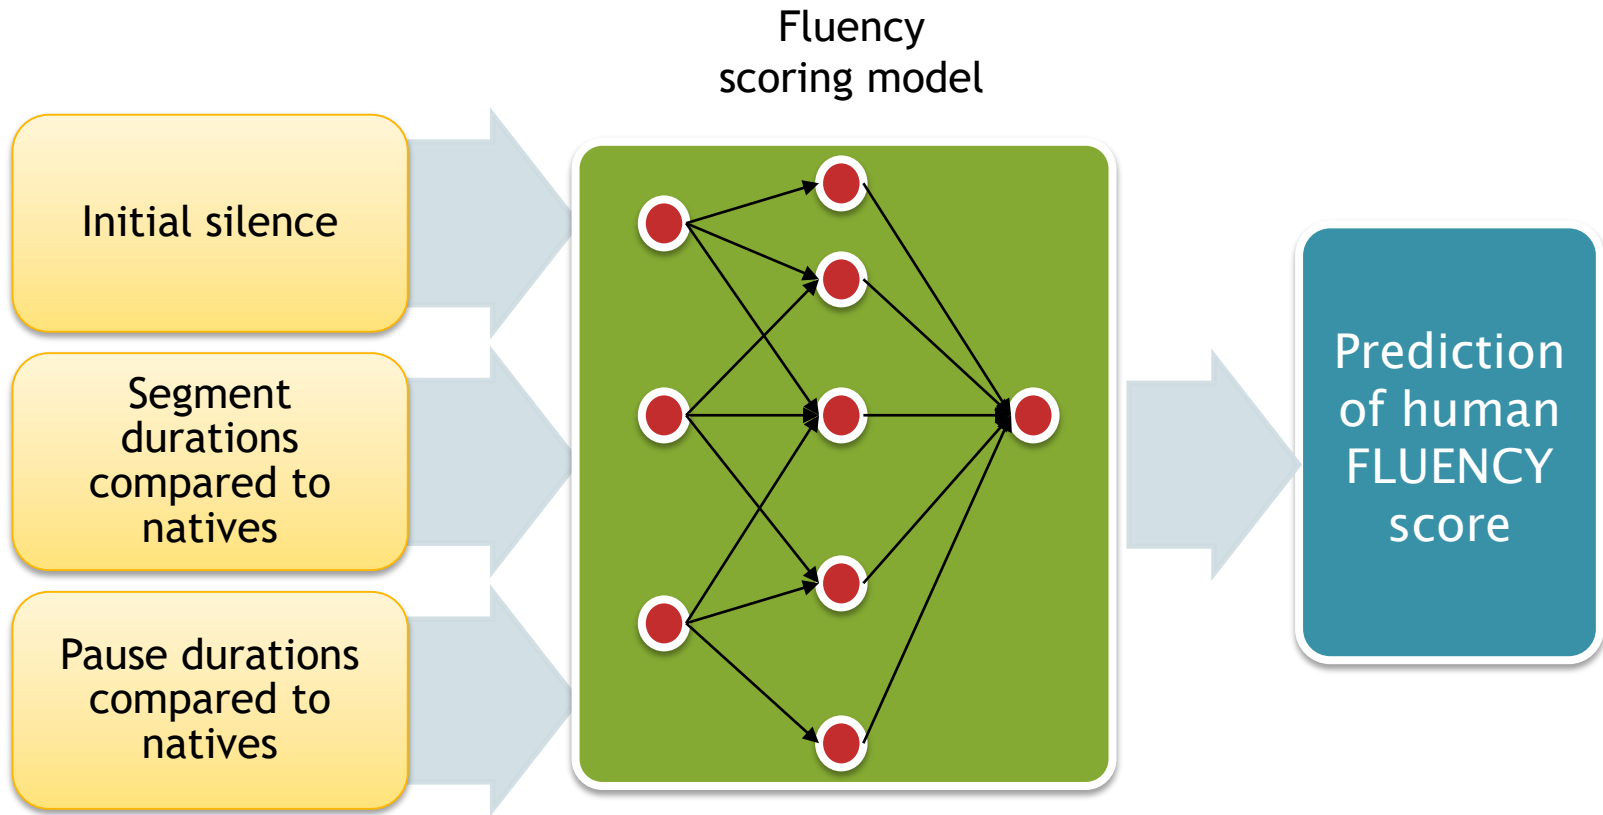 Fluency
scoring model
Initial silence
Segment
durations
compared to
natives
Pause durations
compared to
natives
Prediction
of human
FLUENCY
score